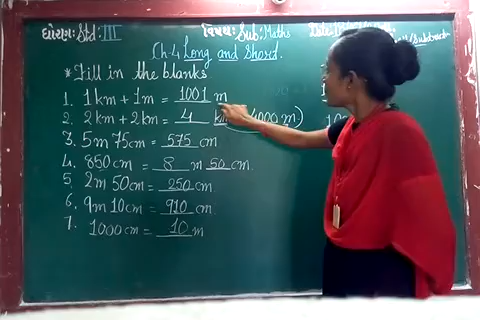 ધોરણ: Std: III વિષય: Sub: Maths
Ch-4 Long and Short.
* Fill in the blanks.
1. 1 km + 1 m = 1001 m
2. 2 km + 2 km = 4 (4000 m)
3. 5 m 75 cm = 575 cm
4. 850 cm = 8 m 50 cm.
5. 2 m 50 cm = 250 cm.
6. 9 m 10 cm = 910 cm.
7. 1000 cm = 10 m